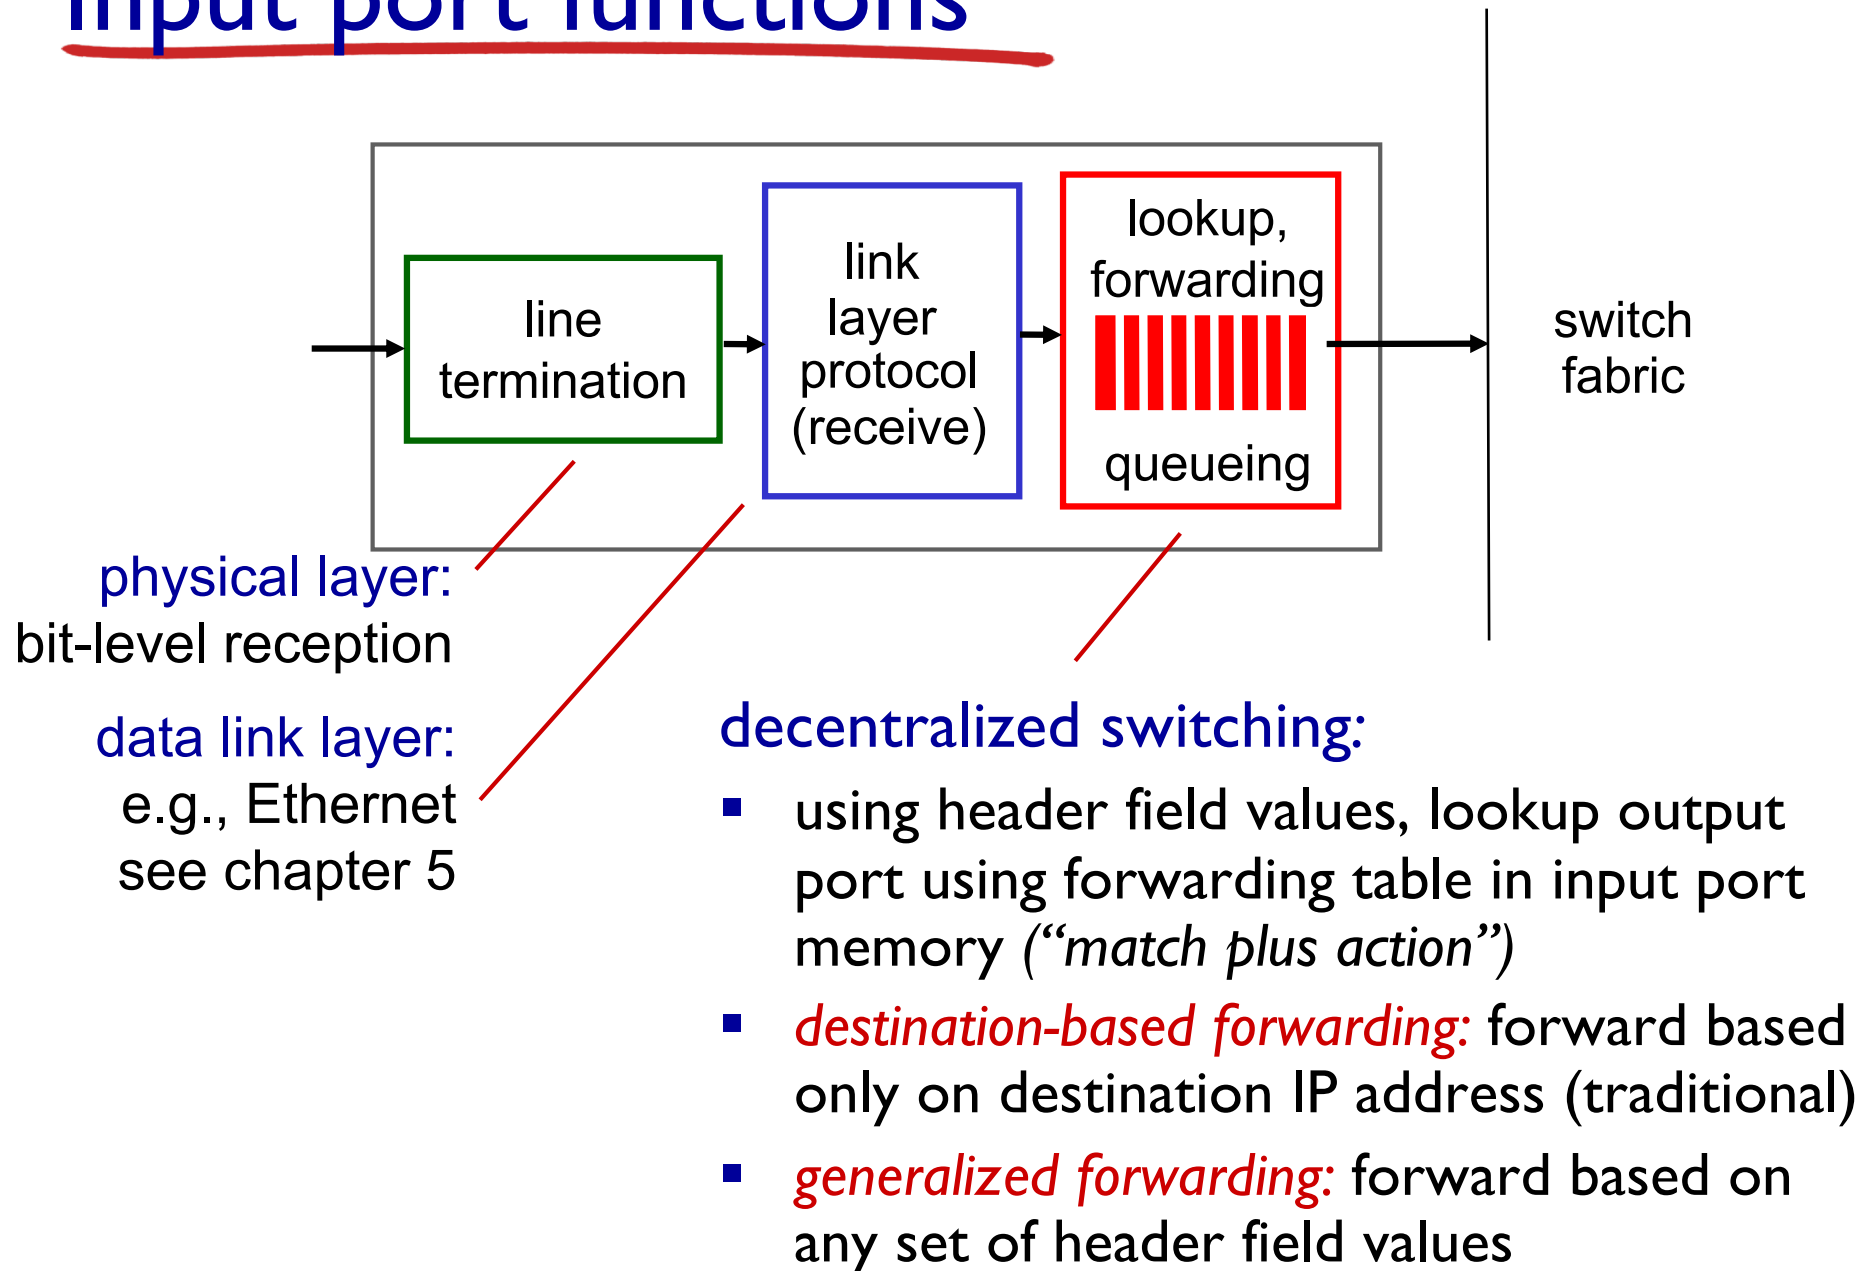 Input port functions
line
termination
link
layer
protocol
(receive)
lookup,
forwarding
queueing
switch
fabric
physical layer:
bit-level reception
data link layer:
e.g., Ethernet
see chapter 5
decentralized switching:
▪ using header field values, lookup output
port using forwarding table in input port
memory (“match plus action”)
▪ destination-based forwarding: forward based
only on destination IP address (traditional)
▪ generalized forwarding: forward based on
any set of header field values